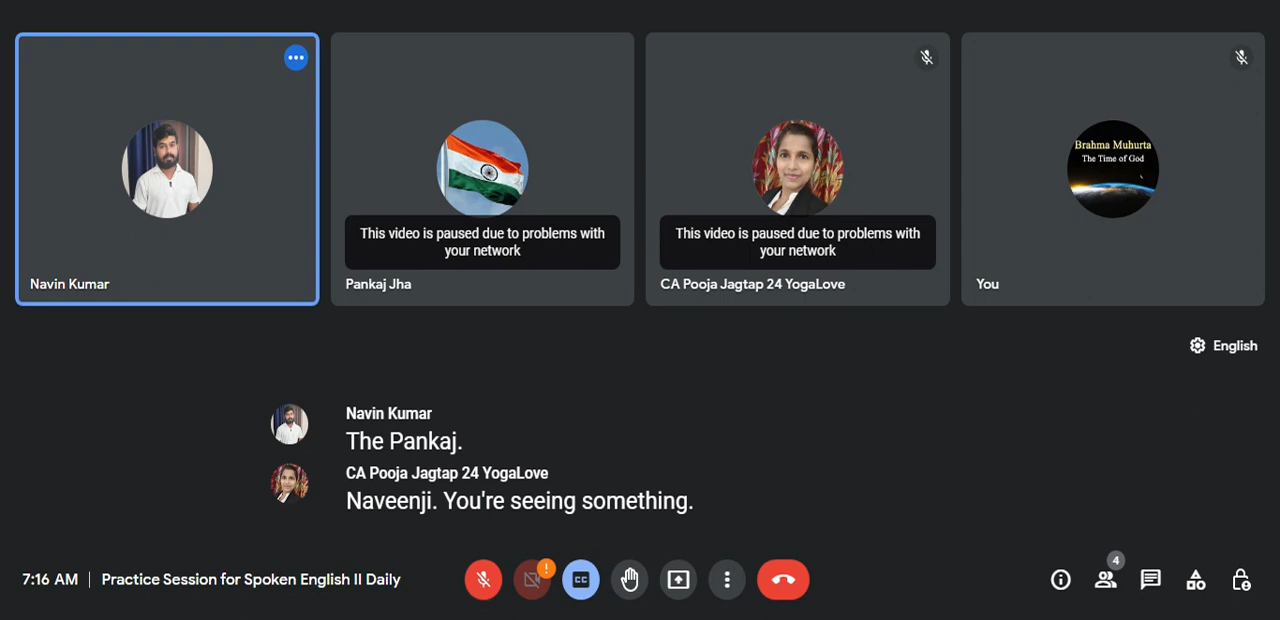 Brahma Muhurta
The Time of God
This video is paused due to problems with
your network
This video is paused due to problems with
your network
Navin Kumar
Pankaj Jha
CA Pooja Jagtap 24 YogaLove
You
English
Navin Kumar
The Pankaj.
CA Pooja Jagtap 24 YogaLove
Naveenji. You're seeing something.
7:16 AM | Practice Session for Spoken English II Daily
!
CC
4